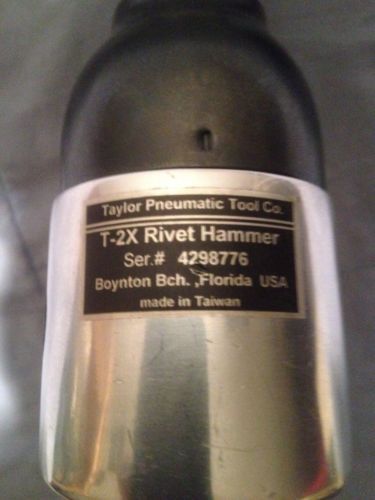 Taylor Pneumatic Tool Co.
T-2X Rivet Hammer
Ser.# 4298776
Boynton Bch. ,Florida USA
made in Taiwan